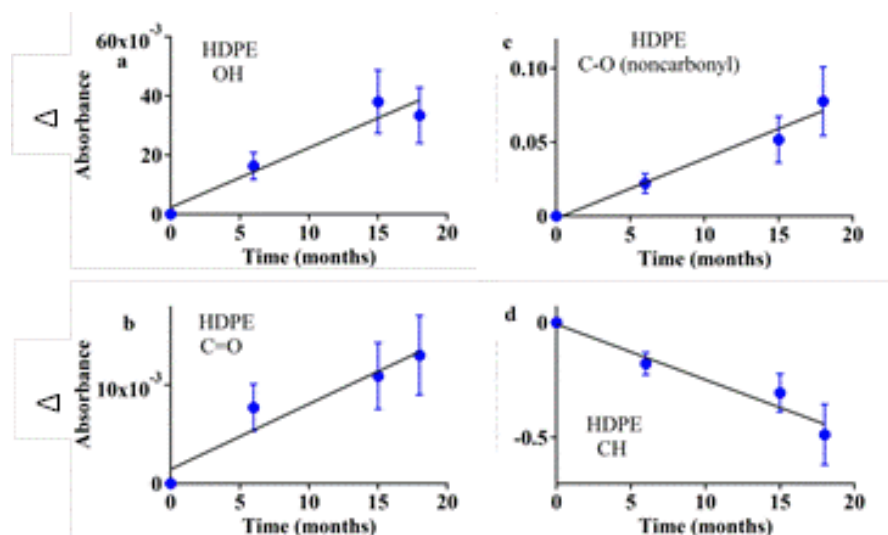 60x10-3
a
HDPE
OH
40
20
0
Δ Absorbance
0 5 10 15 20
Time (months)
c
HDPE
C-O (noncarbonyl)
0.10
0.05
0
0 5 10 15 20
Time (months)
b
HDPE
C=O
10x10-3
0
Δ Absorbance
0 5 10 15 20
Time (months)
d
0
-0.5
HDPE
CH
0 5 10 15 20
Time (months)